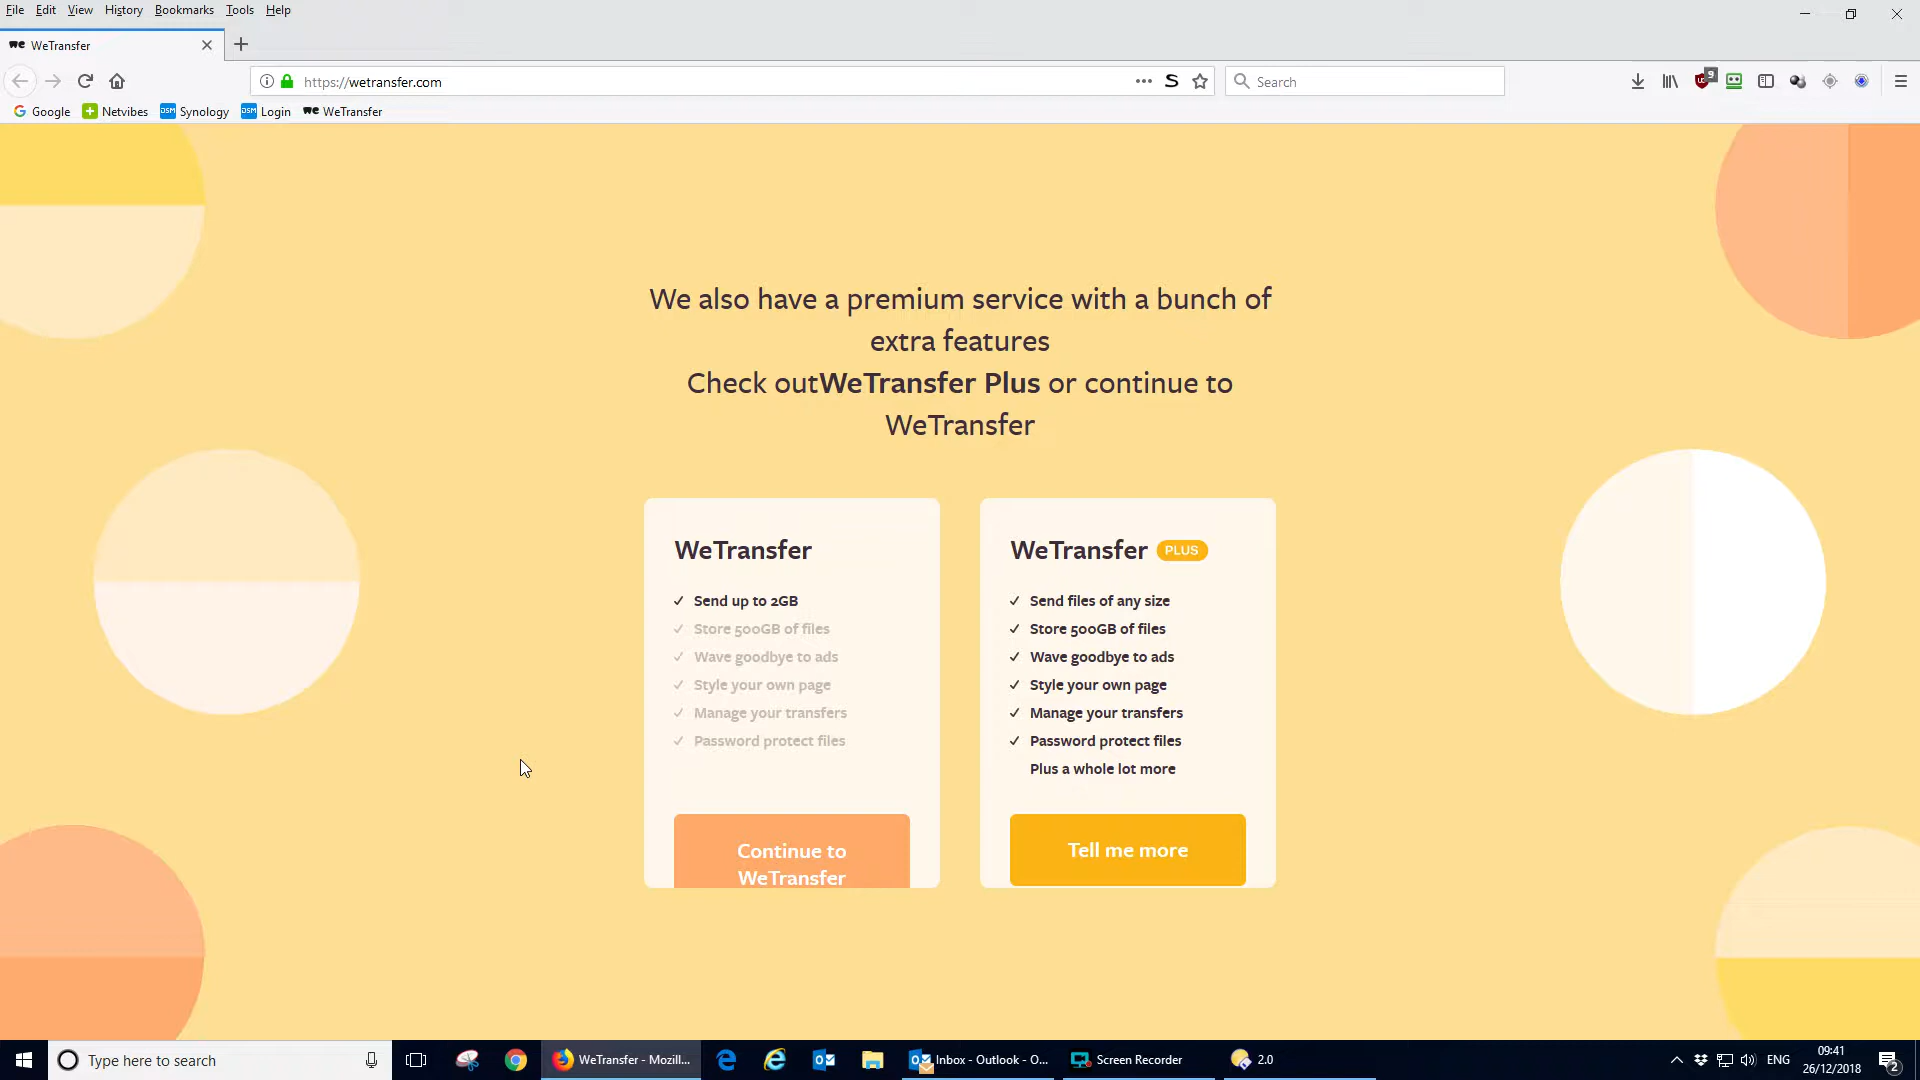 File Edit View History Bookmarks Tools Help
WeTransfer
https://wetransfer.com
S
Search
9
Google Netvibes DSM Synology DSM Login we WeTransfer
We also have a premium service with a bunch of
extra features
Check outWeTransfer Plus or continue to
WeTransfer
WeTransfer
Send up to 2GB
Store 500GB of files
Wave goodbye to ads
Style your own page
Manage your transfers
Password protect files
Continue to
WeTransfer
WeTransfer PLUS
Send files of any size
Store 500GB of files
Wave goodbye to ads
Style your own page
Manage your transfers
Password protect files
Plus a whole lot more
Tell me more
Type here to search
WeTransfer - Mozill...
Inbox - Outlook - O...
Screen Recorder
2.0
ENG
09:41
26/12/2018
2